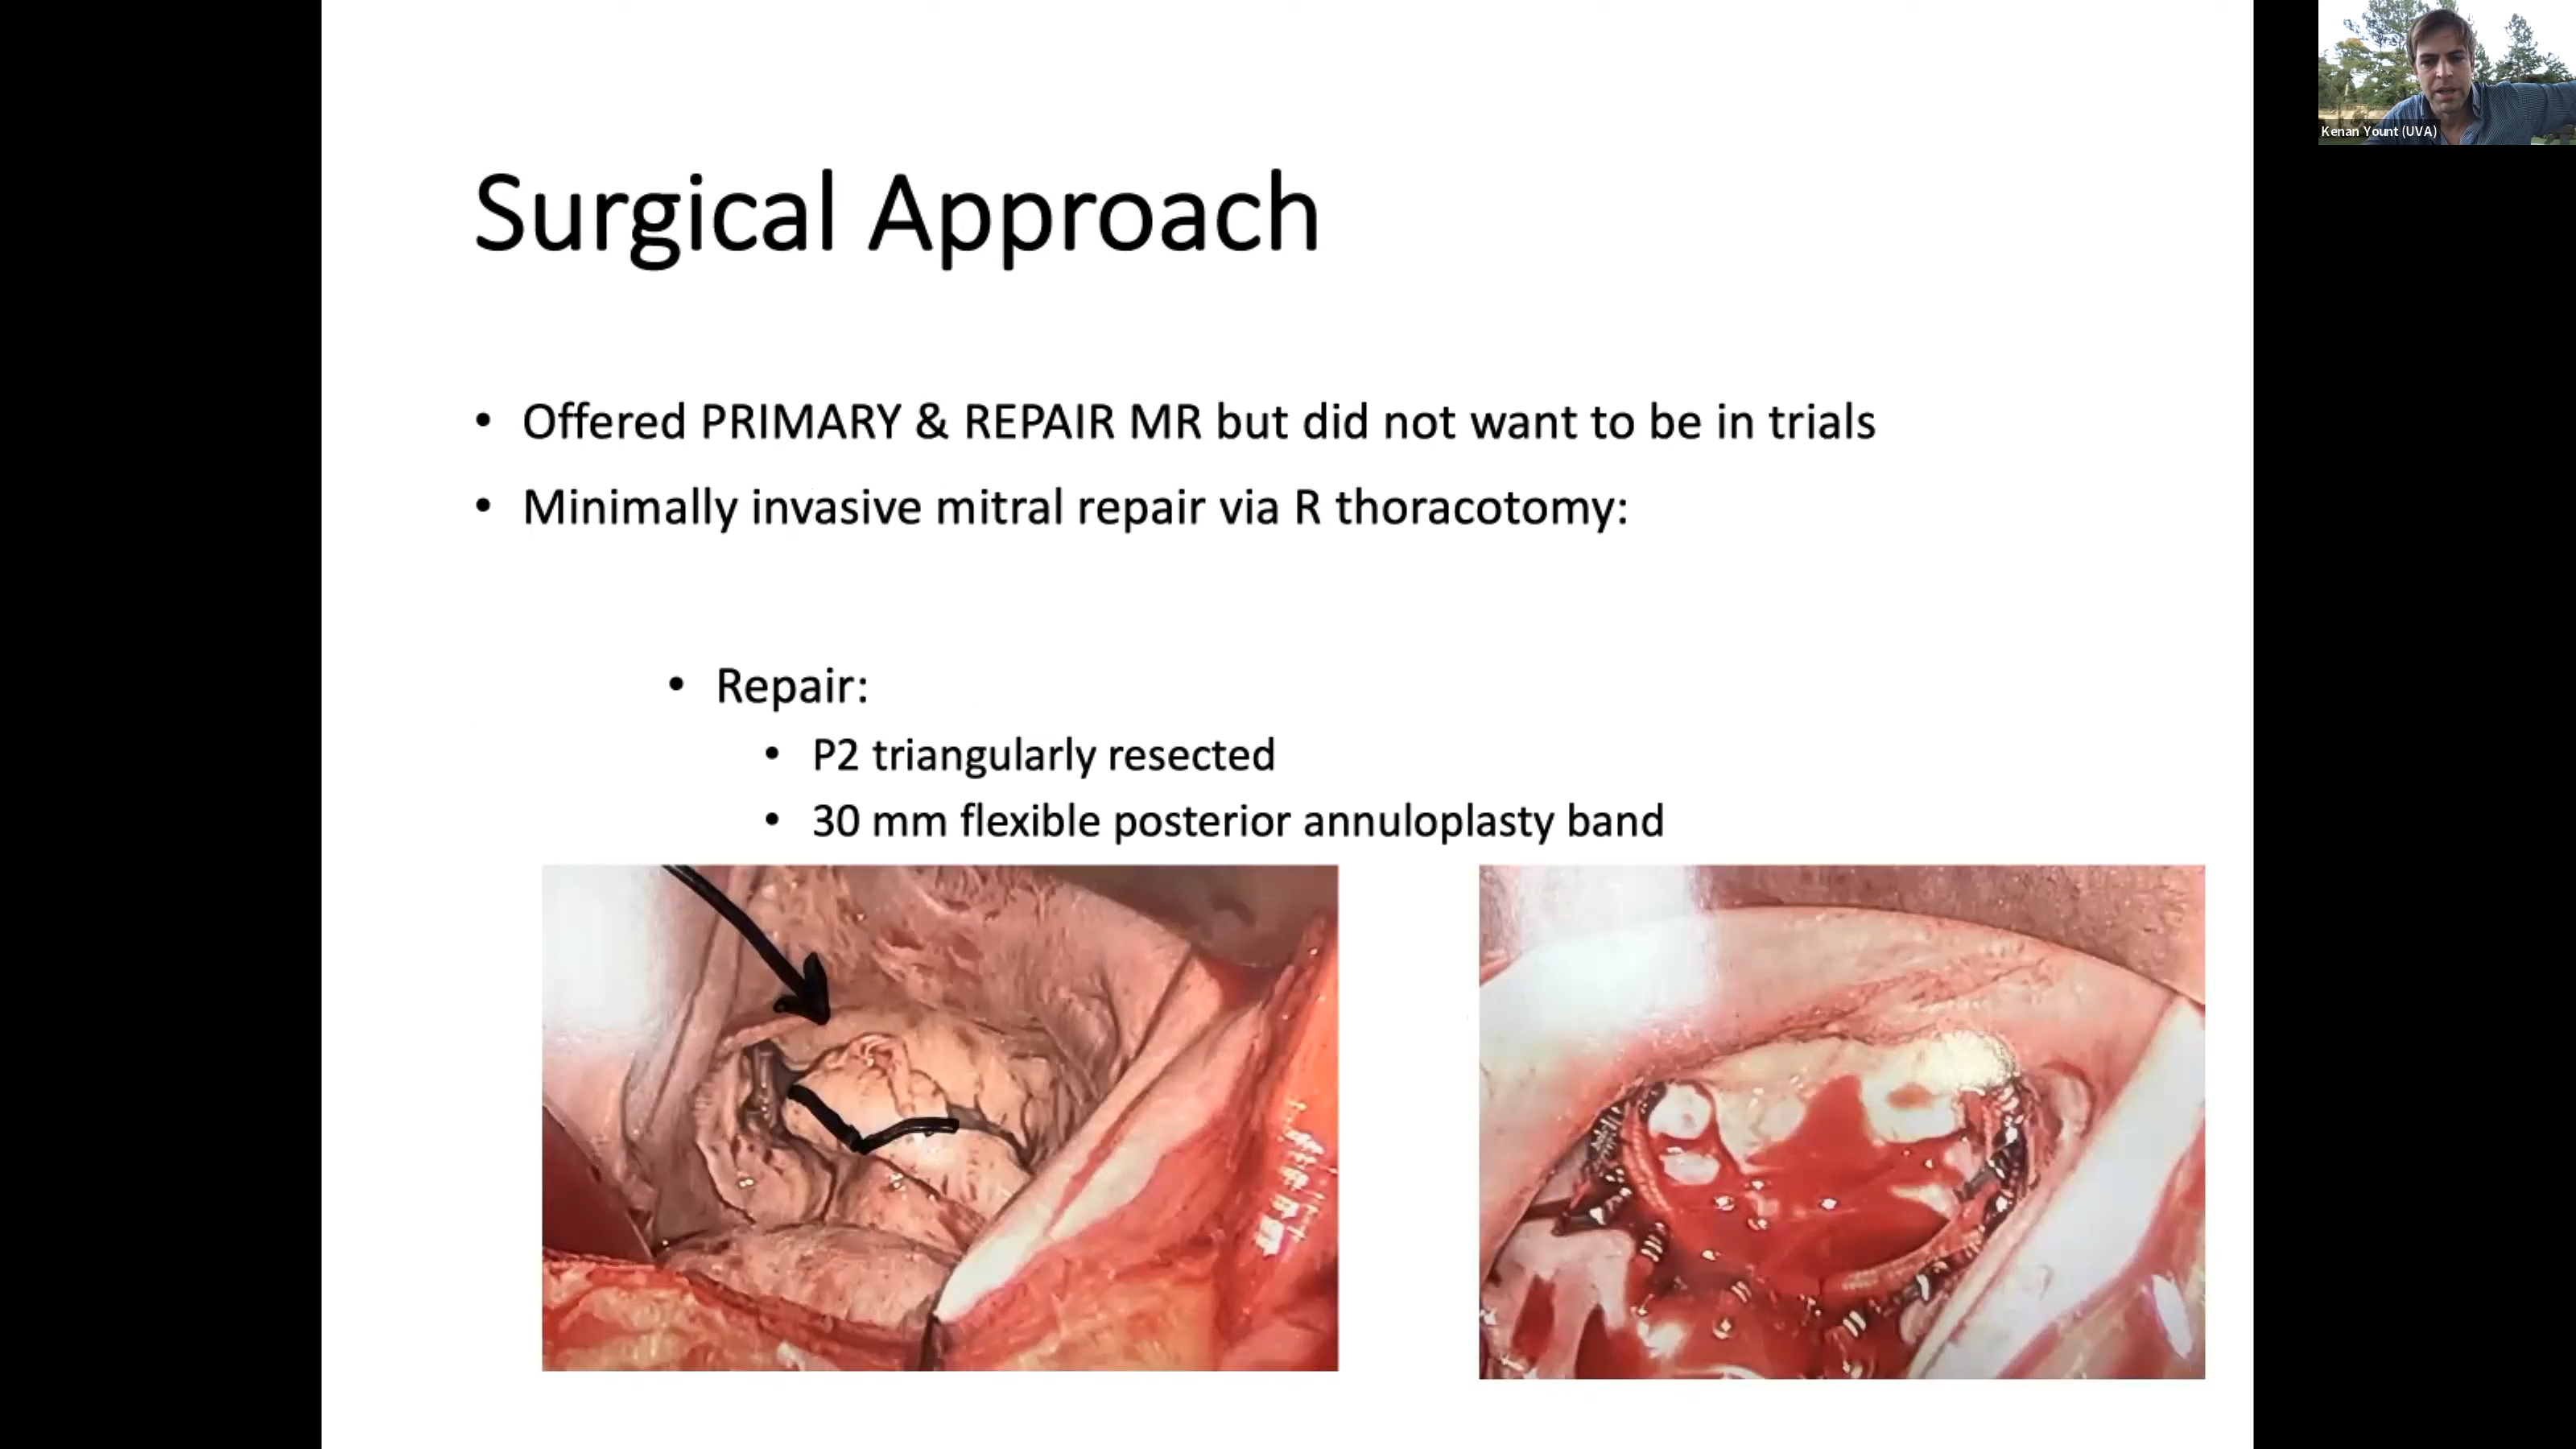 Surgical Approach
• Offered PRIMARY & REPAIR MR but did not want to be in trials
• Minimally invasive mitral repair via R thoracotomy:
• Repair:
• P2 triangularly resected
• 30 mm flexible posterior annuloplasty band
Kenan Yount (UVA)